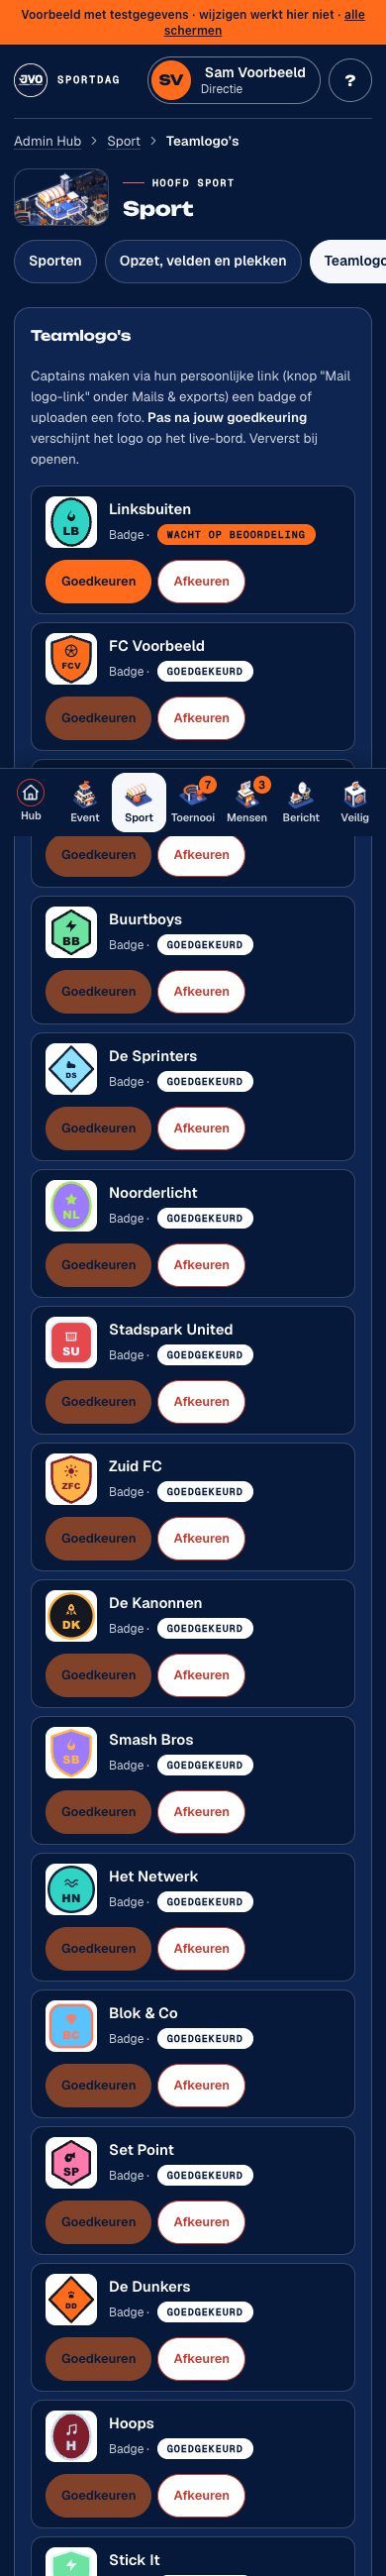 Voorbeeld met testgegevens · wijzigen werkt hier niet · alle
schermen
JVO SPORTDAG
SV Sam Voorbeeld
Directie
?
Admin Hub > Sport > Teamlogo's
HOOFD SPORT
Sport
Sporten Opzet, velden en plekken Teamlogo
Teamlogo's
Captains maken via hun persoonlijke link (knop "Mail
logo-link" onder Mails & exports) een badge of
uploaden een foto. Pas na jouw goedkeuring
verschijnt het logo op het live-bord. Ververst bij
openen.
LB Linksbuiten
Badge · WACHT OP BEOORDELING
Goedkeuren Afkeuren
FCV FC Voorbeeld
Badge · GOEDGEKEURD
Goedkeuren Afkeuren
7 3
Hub Event Sport Toernooi Mensen Bericht Veilig
Goedkeuren Afkeuren
BB Buurtboys
Badge · GOEDGEKEURD
Goedkeuren Afkeuren
DS De Sprinters
Badge · GOEDGEKEURD
Goedkeuren Afkeuren
NL Noorderlicht
Badge · GOEDGEKEURD
Goedkeuren Afkeuren
SU Stadspark United
Badge · GOEDGEKEURD
Goedkeuren Afkeuren
ZFC Zuid FC
Badge · GOEDGEKEURD
Goedkeuren Afkeuren
DK De Kanonnen
Badge · GOEDGEKEURD
Goedkeuren Afkeuren
SB Smash Bros
Badge · GOEDGEKEURD
Goedkeuren Afkeuren
HN Het Netwerk
Badge · GOEDGEKEURD
Goedkeuren Afkeuren
BC Blok & Co
Badge · GOEDGEKEURD
Goedkeuren Afkeuren
SP Set Point
Badge · GOEDGEKEURD
Goedkeuren Afkeuren
DD De Dunkers
Badge · GOEDGEKEURD
Goedkeuren Afkeuren
H Hoops
Badge · GOEDGEKEURD
Goedkeuren Afkeuren
Stick It